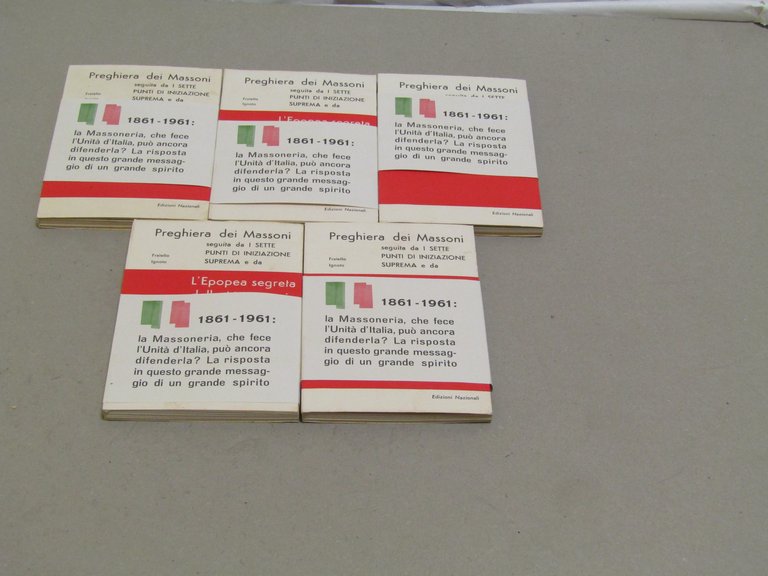 Preghiera dei Massoni
seguita da I SETTE
Fratello PUNTI DI INIZIAZIONE
SUPREMA e da
1861-1961:
la Massoneria, che fece
l'Unità d'Italia, può ancora
difenderla? La risposta
in questo grande messag-
gio di un grande spirito
Edizioni Nazionali
Preghiera dei Massoni
seguita da I SETTE
Fratello PUNTI DI INIZIAZIONE
Ignoto SUPREMA e da
L'Epopea segreta
1861-1961:
la Massoneria, che fece
l'Unità d'Italia, può ancora
difenderla? La risposta
in questo grande messag-
gio di un grande spirito
Edizioni Nazionali
Preghiera dei Massoni
seguita da I SETTE
1861-1961:
la Massoneria, che fece
l'Unità d'Italia, può ancora
difenderla? La risposta
in questo grande messag-
gio di un grande spirito
Edizioni Nazionali
Preghiera dei Massoni
seguita da I SETTE
Fratello PUNTI DI INIZIAZIONE
Ignoto SUPREMA e da
L'Epopea segreta
1861-1961:
la Massoneria, che fece
l'Unità d'Italia, può ancora
difenderla? La risposta
in questo grande messag-
gio di un grande spirito
Preghiera dei Massoni
seguita da I SETTE
Fratello PUNTI DI INIZIAZIONE
Ignoto SUPREMA e da
1861-1961:
la Massoneria, che fece
l'Unità d'Italia, può ancora
difenderla? La risposta
in questo grande messag-
gio di un grande spirito
Edizioni Nazionali